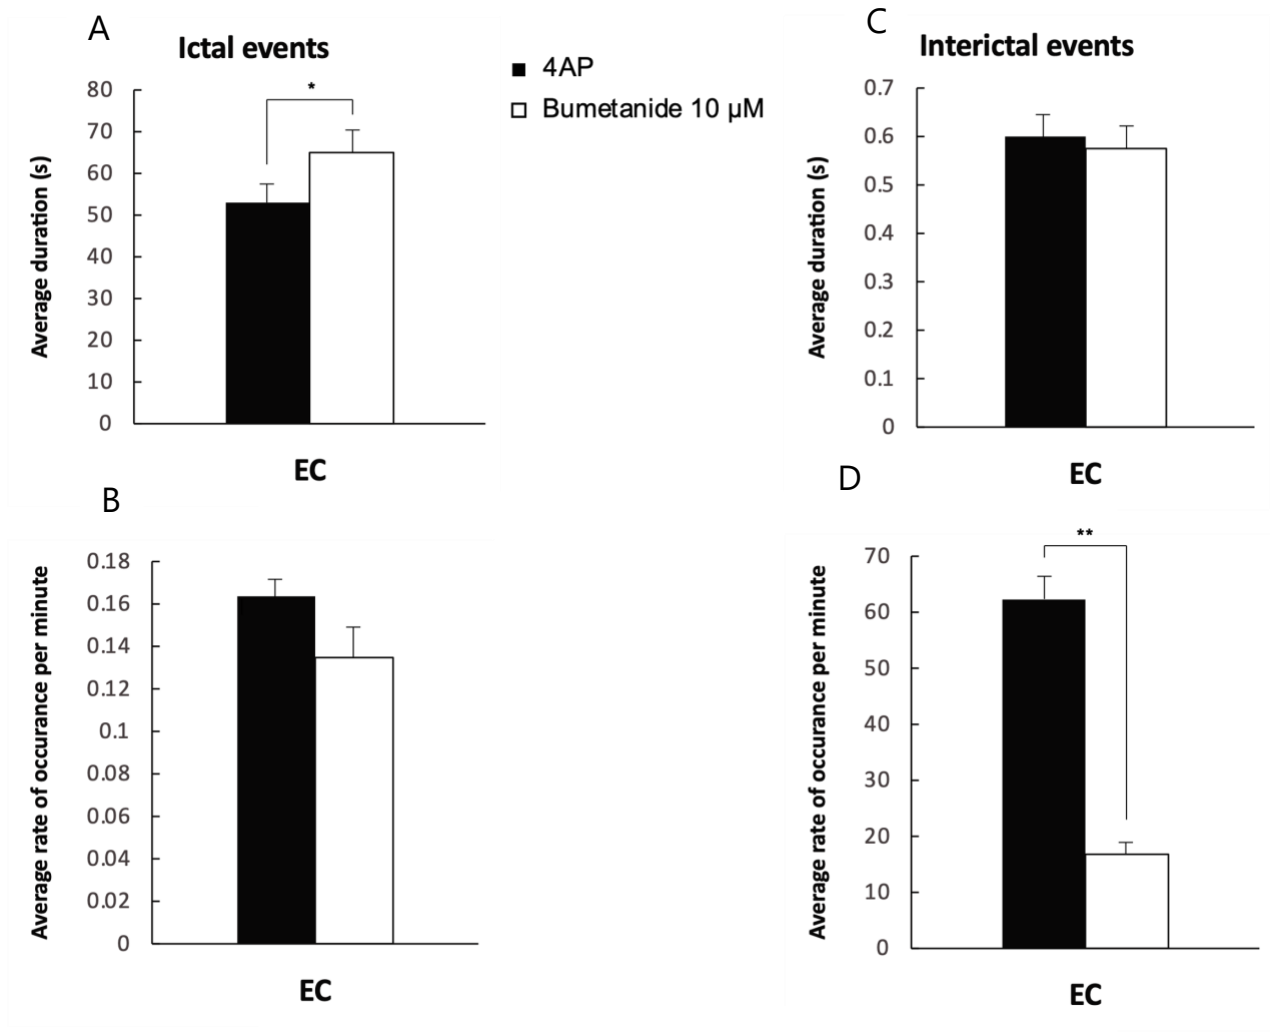 A
Ictal events
4AP
Bumetanide 10 μM
*
80
70
60
50
40
30
20
10
0
Average duration (s)
EC
C
Interictal events
0.7
0.6
0.5
0.4
0.3
0.2
0.1
0
Average duration (s)
EC
B
0.18
0.16
0.14
0.12
0.1
0.08
0.06
0.04
0.02
0
Average rate of occurance per minute
EC
D
**
70
60
50
40
30
20
10
0
Average rate of occurance per minute
EC